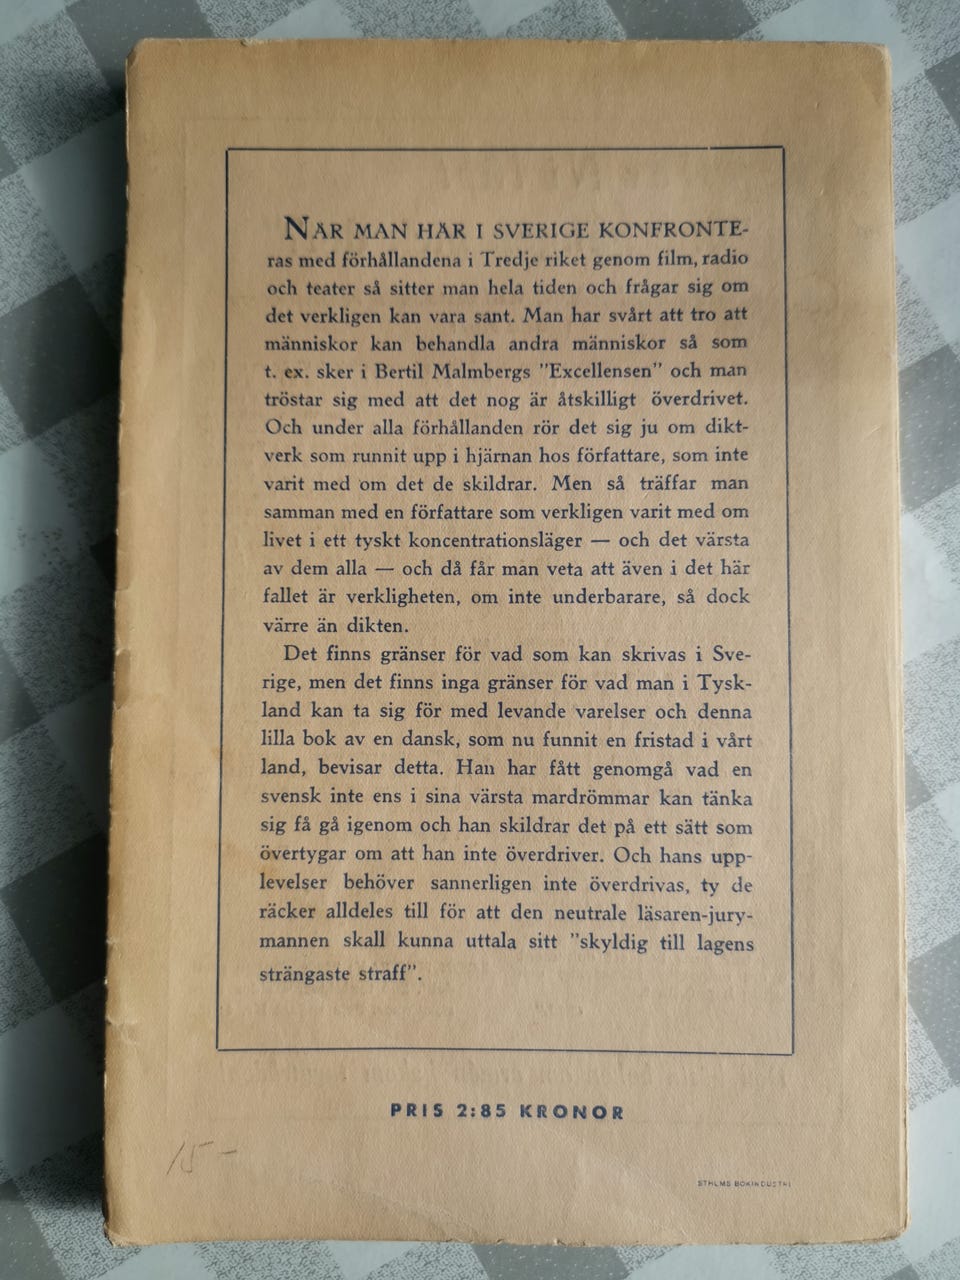 NÄR MAN HÄR I SVERIGE KONFRONTE-
ras med förhållandena i Tredje riket genom film, radio
och teater så sitter man hela tiden och frågar sig om
det verkligen kan vara sant. Man har svårt att tro att
människor kan behandla andra människor så som
t. ex. sker i Bertil Malmbergs ”Excellensen” och man
tröstar sig med att det nog är åtskilligt överdrivet.
Och under alla förhållanden rör det sig ju om dikt-
verk som runnit upp i hjärnan hos författare, som inte
varit med om det de skildrar. Men så träffar man
samman med en författare som verkligen varit med om
livet i ett tyskt koncentrationsläger — och det värsta
av dem alla — och då får man veta att även i det här
fallet är verkligheten, om inte underbarare, så dock
värre än dikten.
Det finns gränser för vad som kan skrivas i Sve-
rige, men det finns inga gränser för vad man i Tysk-
land kan ta sig för med levande varelser och denna
lilla bok av en dansk, som nu funnit en fristad i vårt
land, bevisar detta. Han har fått genomgå vad en
svensk inte ens i sina värsta mardrömmar kan tänka
sig få gå igenom och han skildrar det på ett sätt som
övertygar om att han inte överdriver. Och hans upp-
levelser behöver sannerligen inte överdrivas, ty de
räcker alldeles till för att den neutrale läsaren-jury-
mannen skall kunna uttala sitt ”skyldig till lagens
strängaste straff”.
PRIS 2:85 KRONOR
15-
STHLMS BOKINDUSTRI